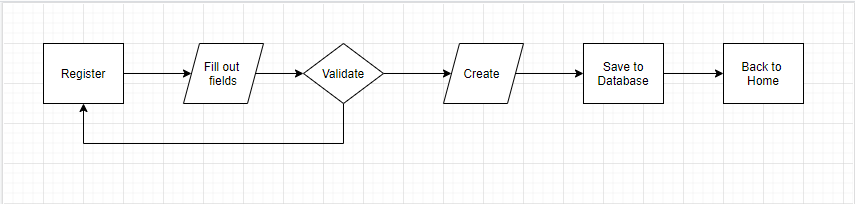 Register
Fill out
fields
Validate
Create
Save to
Database
Back to
Home